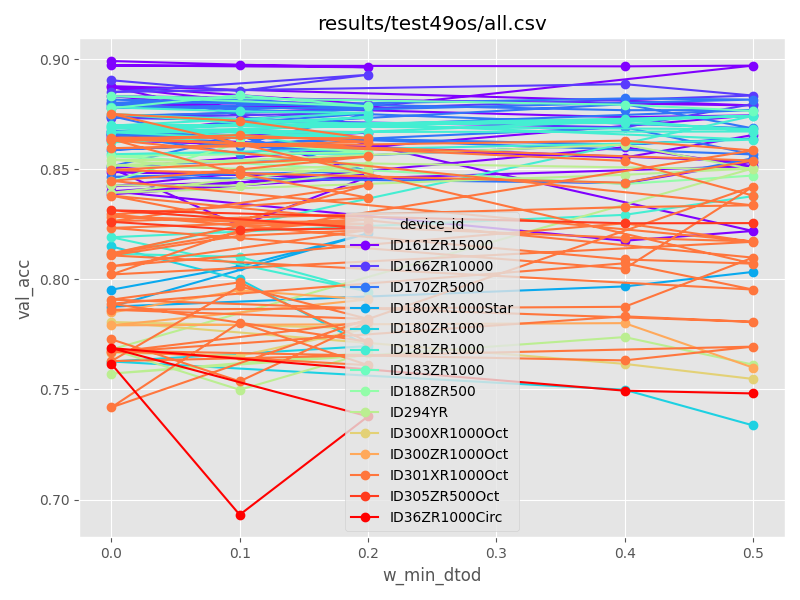 results/test49os/all.csv
0.90
0.85
0.80
0.75
0.70
val_acc
device_id
ID161ZR15000
ID166ZR10000
ID170ZR5000
ID180XR1000Star
ID180ZR1000
ID181ZR1000
ID183ZR1000
ID188ZR500
ID294YR
ID300XR1000Oct
ID300ZR1000Oct
ID301XR1000Oct
ID305ZR500Oct
ID36ZR1000Circ
0.0 0.1 0.2 0.3 0.4 0.5
w_min_dtod